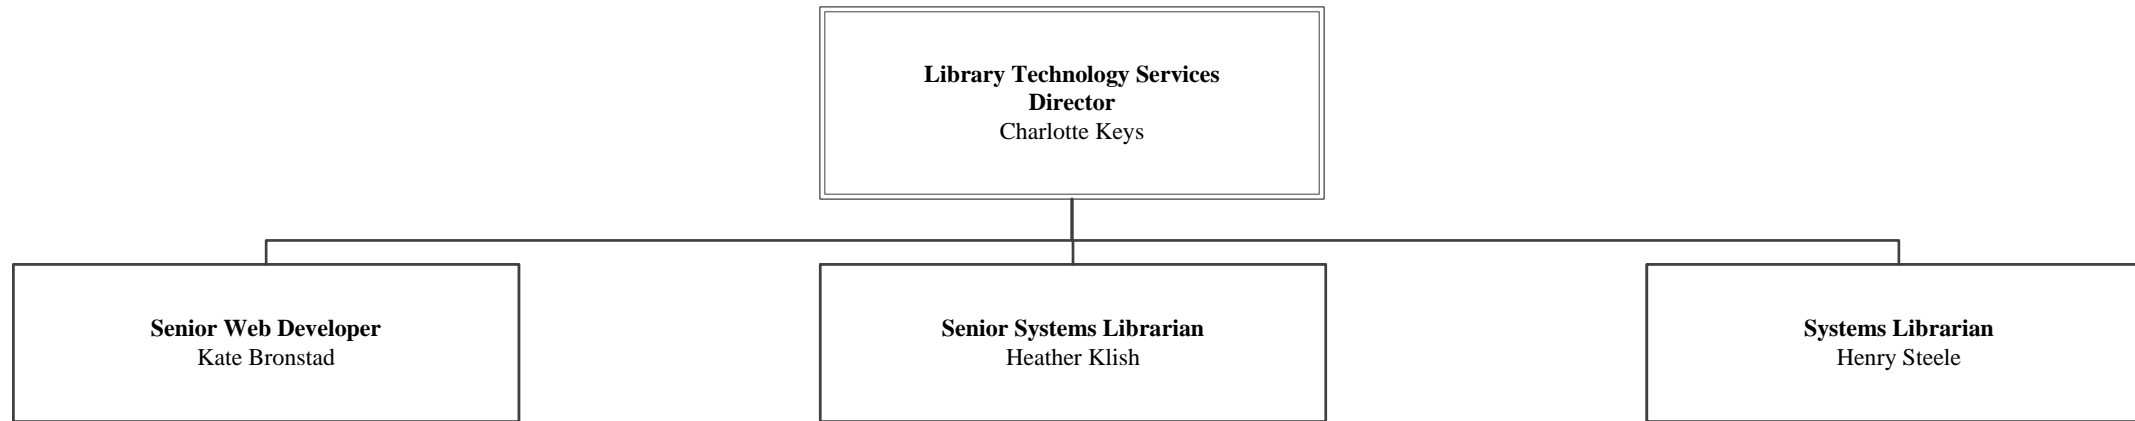 Library Technology Services
Director
Charlotte Keys
Senior Web Developer
Kate Bronstad
Senior Systems Librarian
Heather Klish
Systems Librarian
Henry Steele